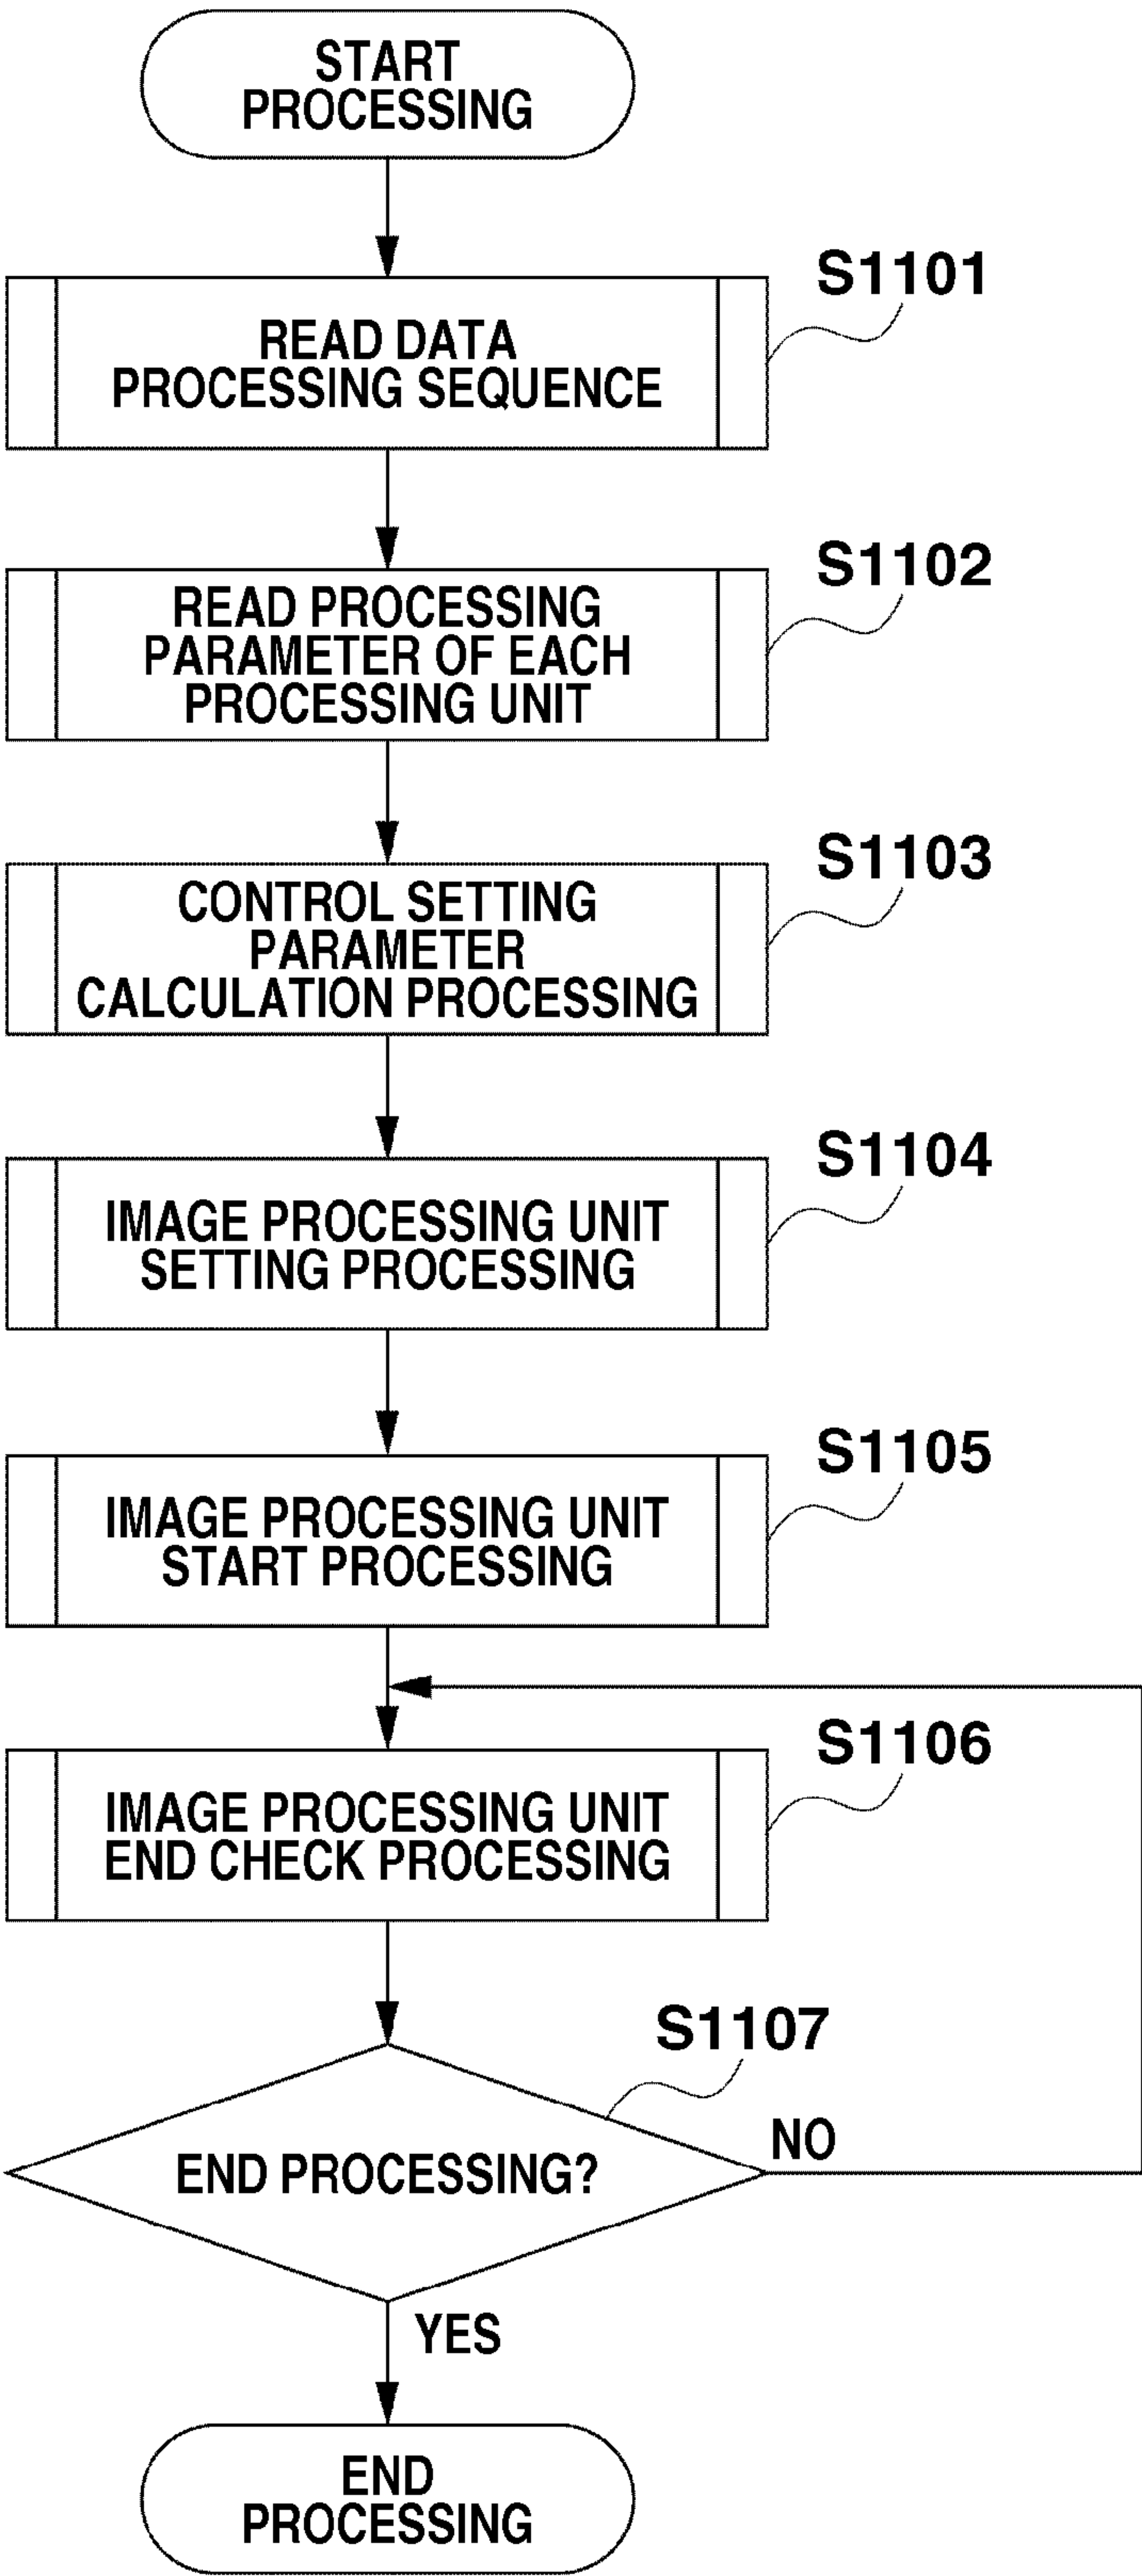 START
PROCESSING
S1101
READ DATA
PROCESSING SEQUENCE
S1102
READ PROCESSING
PARAMETER OF EACH
PROCESSING UNIT
S1103
CONTROL SETTING
PARAMETER
CALCULATION PROCESSING
S1104
IMAGE PROCESSING UNIT
SETTING PROCESSING
S1105
IMAGE PROCESSING UNIT
START PROCESSING
S1106
IMAGE PROCESSING UNIT
END CHECK PROCESSING
S1107
END PROCESSING?
NO
YES
END
PROCESSING